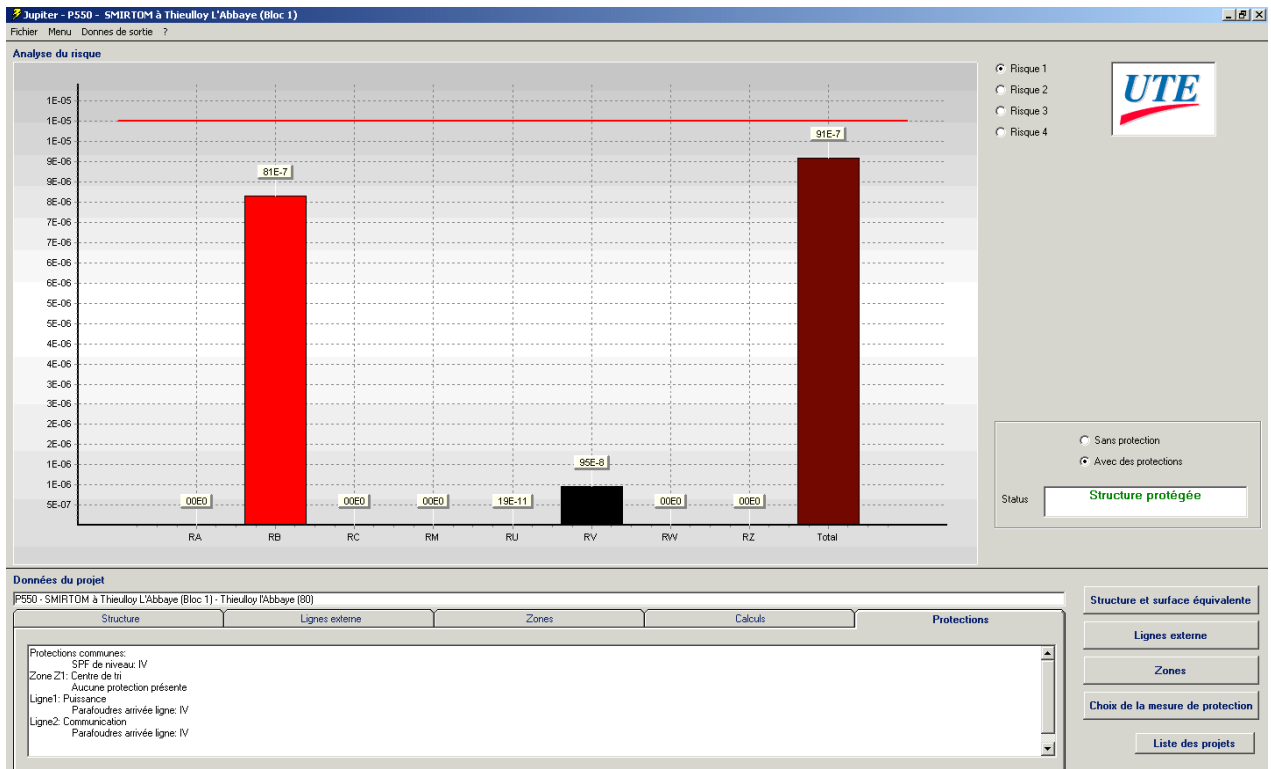 Jupiter - P550 - SMIRTOM à Thieulloy L'Abbaye (Bloc 1)
Fichier Menu Donnes de sortie ?
Analyse du risque
1E-05
1E-05
1E-05
9E-06
9E-06
8E-06
7E-06
7E-06
6E-06
6E-06
5E-06
5E-06
4E-06
4E-06
3E-06
3E-06
2E-06
2E-06
1E-06
1E-06
5E-07
00E0
81E-7
00E0
00E0
19E-11
95E-8
00E0
00E0
91E-7
RA RB RC RM RU RV RW RZ Total
Risque 1
Risque 2
Risque 3
Risque 4
UTE
Sans protection
Avec des protections
Status Structure protégée
Données du projet
P550 - SMIRTOM à Thieulloy L'Abbaye (Bloc 1) - Thieulloy l'Abbaye (80)
Structure Lignes externe Zones Calculs Protections
Protections communes:
SPF de niveau: IV
Zone Z1: Centre de tri
Aucune protection présente
Ligne1: Puissance
Parafoudres arrivée ligne: IV
Ligne2: Communication
Parafoudres arrivée ligne: IV
Structure et surface équivalente
Lignes externe
Zones
Choix de la mesure de protection
Liste des projets